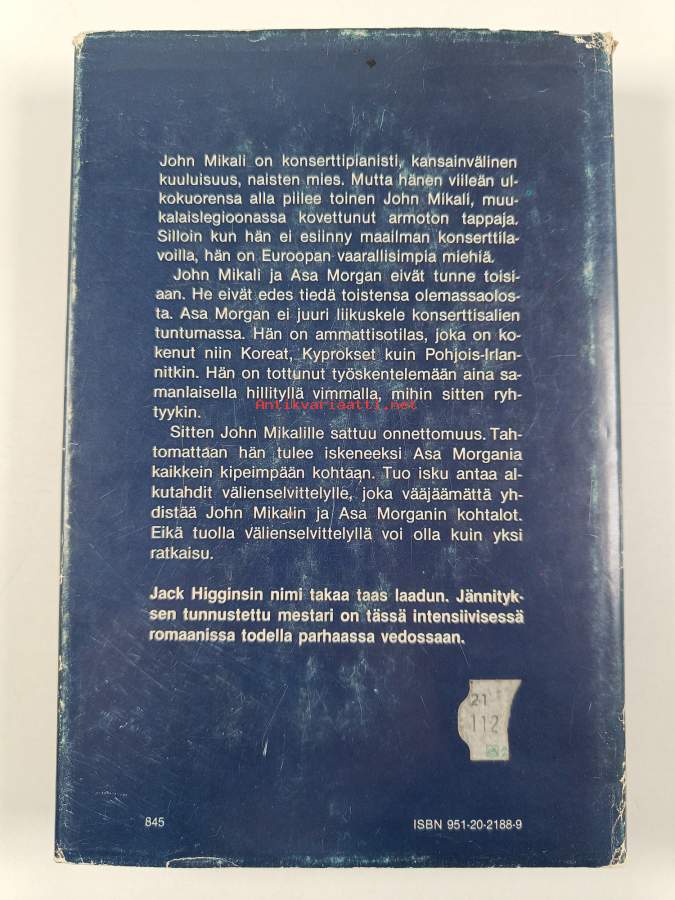 John Mikali on konserttipianisti, kansainvälinen
kuuluisuus, naisten mies. Mutta hänen viileän ul-
kokuorensa alla piilee toinen John Mikali, muu-
kalaislegioonassa kovettunut armoton tappaja.
Silloin kun hän ei esiinny maailman konserttila-
voilla, hän on Euroopan vaarallisimpia miehiä.
John Mikali ja Asa Morgan eivät tunne toisi-
aan. He eivät edes tiedä toistensa olemassaolos-
ta. Asa Morgan ei juuri liikuskele konserttisalien
tuntumassa. Hän on ammattisotilas, joka on ko-
kenut niin Koreat, Kyprokset kuin Pohjois-Irlan-
nitkin. Hän on tottunut työskentelemään aina sa-
manlaisella hillityllä vimmalla, mihin sitten ryh-
tyykin.
Antikvariaatti.net
Sitten John Mikalille sattuu onnettomuus. Tah-
tomattaan hän tulee iskeneeksi Asa Morgania
kaikkein kipeimpään kohtaan. Tuo isku antaa al-
kutahdit välienselvittelylle, joka vääjäämättä yh-
distää John Mikalin ja Asa Morganin kohtalot.
Eikä tuolla välienselvittelyllä voi olla kuin yksi
ratkaisu.
Jack Higginsin nimi takaa taas laadun. Jännityk-
sen tunnustettu mestari on tässä intensiivisessä
romaanissa todella parhaassa vedossaan.
21
112
845
ISBN 951-20-2188-9